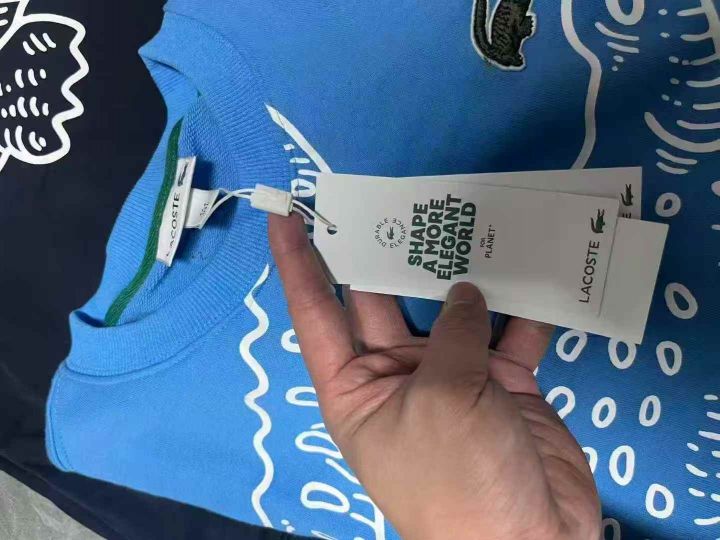 LACOSTE
DURABLE
ELEGANCE
SHAPE
A MORE
ELEGANT
WORLD
FOR
PLANET*
LACOSTE